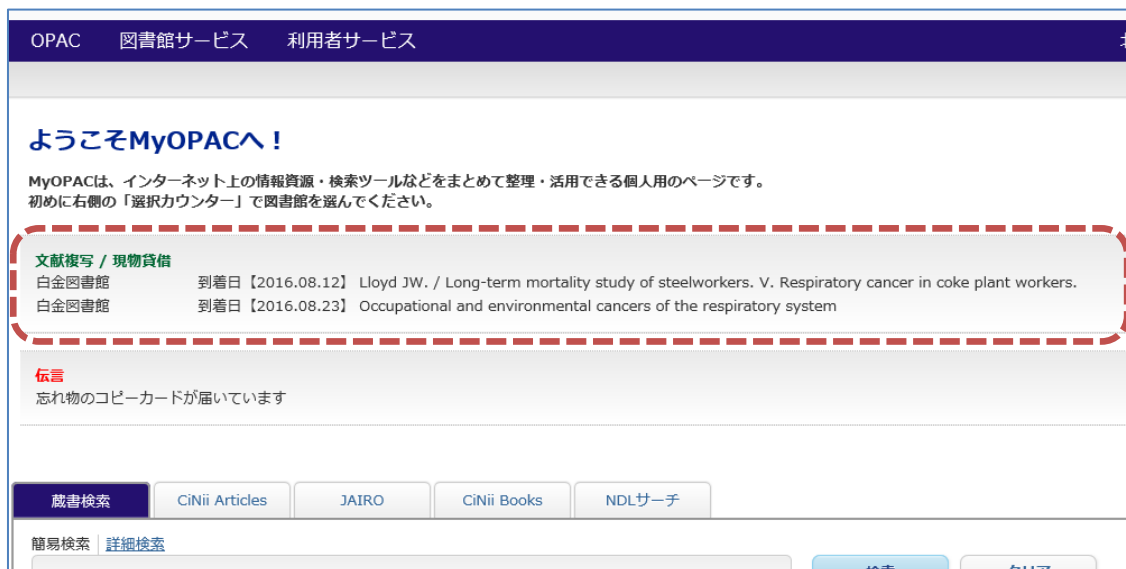 OPAC 図書館サービス 利用者サービス
ようこそMyOPACへ！
MyOPACは、インターネット上の情報資源・検索ツールなどをまとめて整理・活用できる個人用のページです。
初めに右側の「選択カウンター」で図書館を選んでください。
文献複写 / 現物貸借
白金図書館 到着日【2016.08.12】 Lloyd JW. / Long-term mortality study of steelworkers. V. Respiratory cancer in coke plant workers.
白金図書館 到着日【2016.08.23】 Occupational and environmental cancers of the respiratory system
伝言
忘れ物のコピーカードが届いています
蔵書検索 CiNii Articles JAIRO CiNii Books NDLサーチ
簡易検索 詳細検索